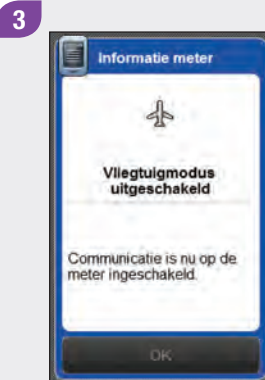 3
Informatie meter
Vliegtuigmodus
uitgeschakeld
Communicatie is nu op de
meter ingeschakeld.
OK